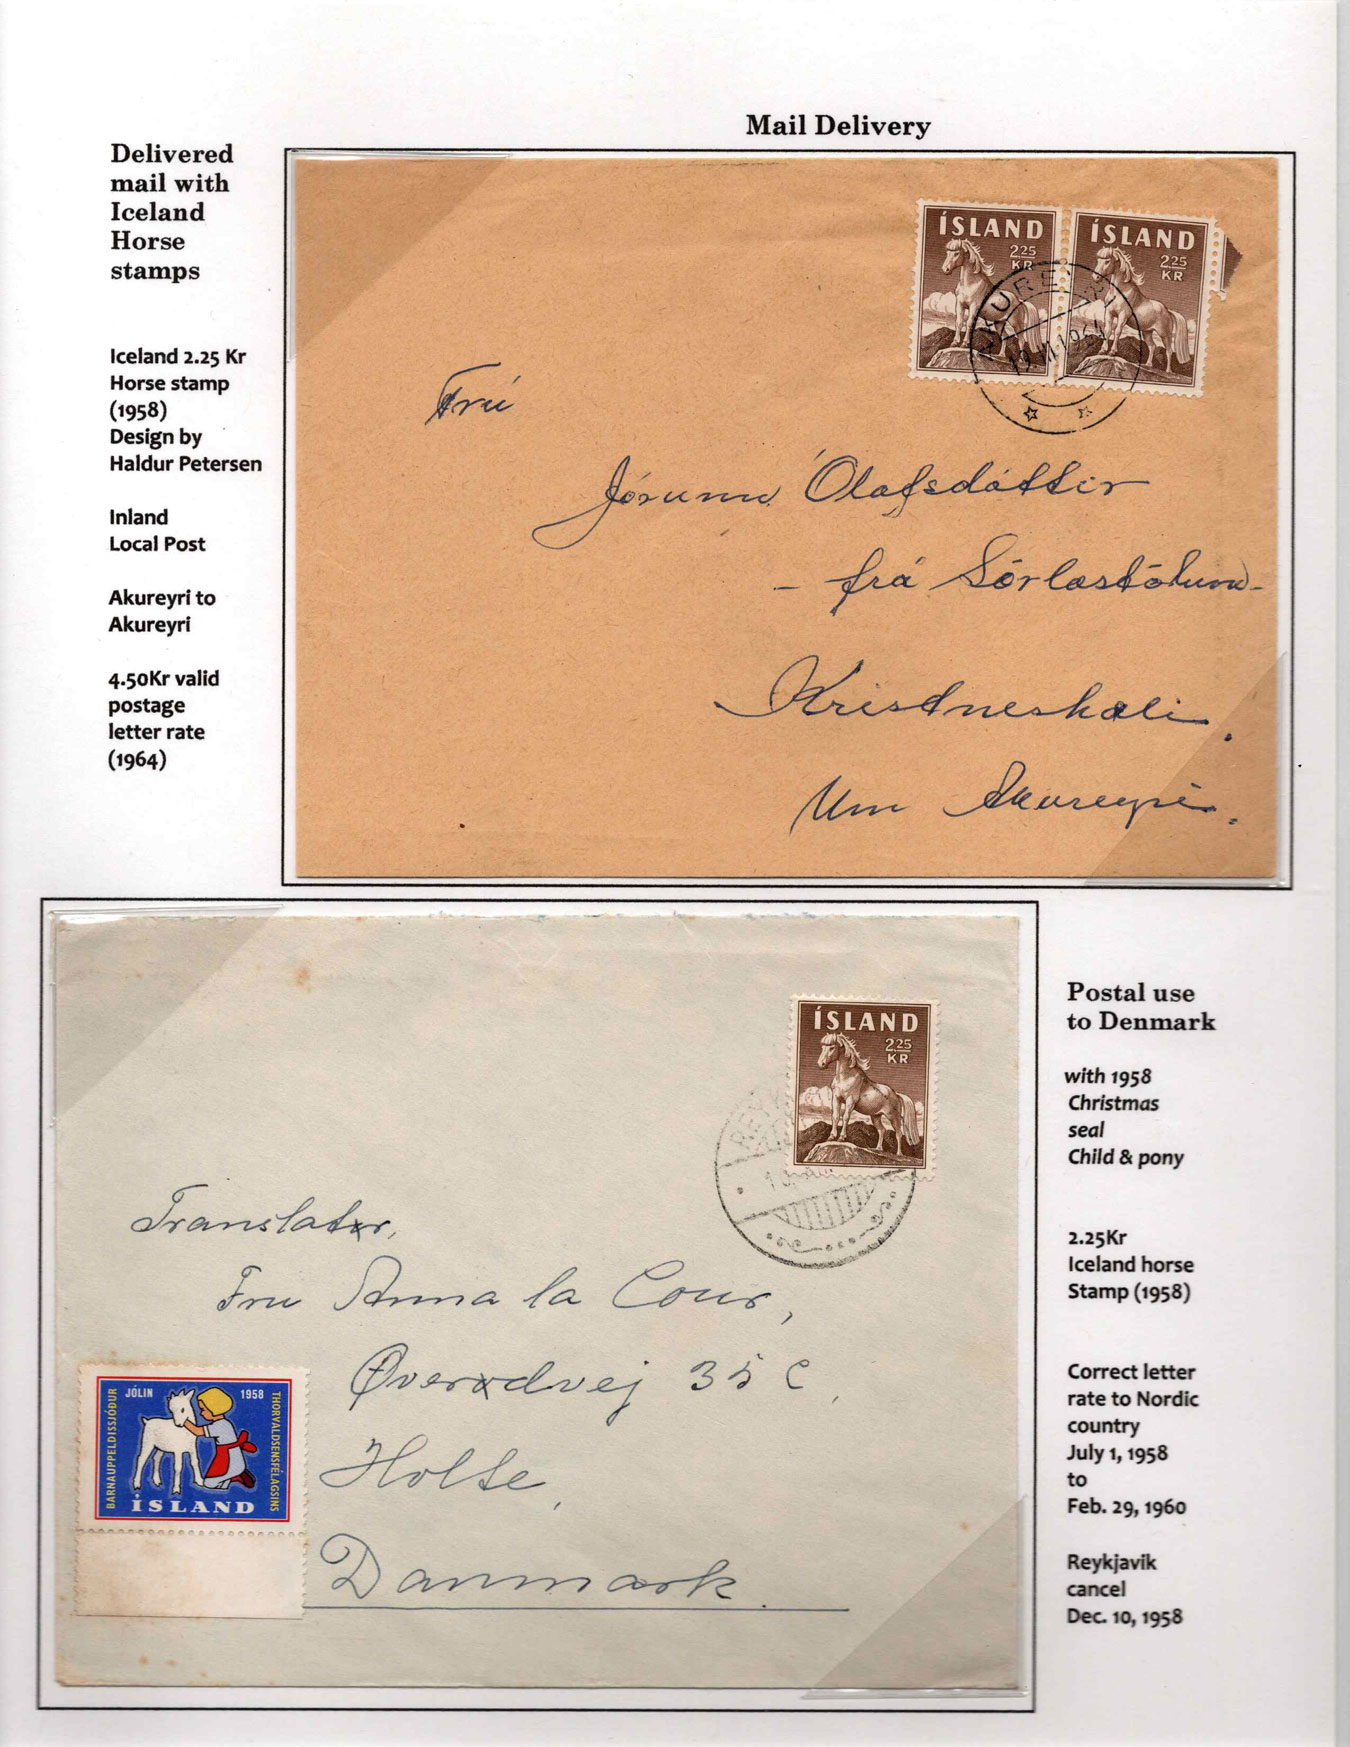 Mail Delivery
Delivered
mail with
Iceland
Horse
stamps
Iceland 2.25 Kr
Horse stamp
(1958)
Design by
Haldur Petersen
Inland
Local Post
Akureyri to
Akureyri
4.50Kr valid
postage
letter rate
(1964)
ÍSLAND
2.25
KR
ÍSLAND
2.25
KR
AKUREYRI
1964
Frú
Jórunn Ólafsdóttir
- frá Sörlastöðum -
Kristneshæli.
Um Akureyri.
Postal use
to Denmark
with 1958
Christmas
seal
Child & pony
2.25Kr
Iceland horse
Stamp (1958)
Correct letter
rate to Nordic
country
July 1, 1958
to
Feb. 29, 1960
Reykjavik
cancel
Dec. 10, 1958
ÍSLAND
2.25
KR
Translatør,
Fru Anna la Cour,
Øverødvej 35 C,
Holte,
Danmark.
JÓLIN 1958
BARNAUPPELDISSJÓÐUR
THORVALDSENSFÉLAGSINS
ÍSLAND